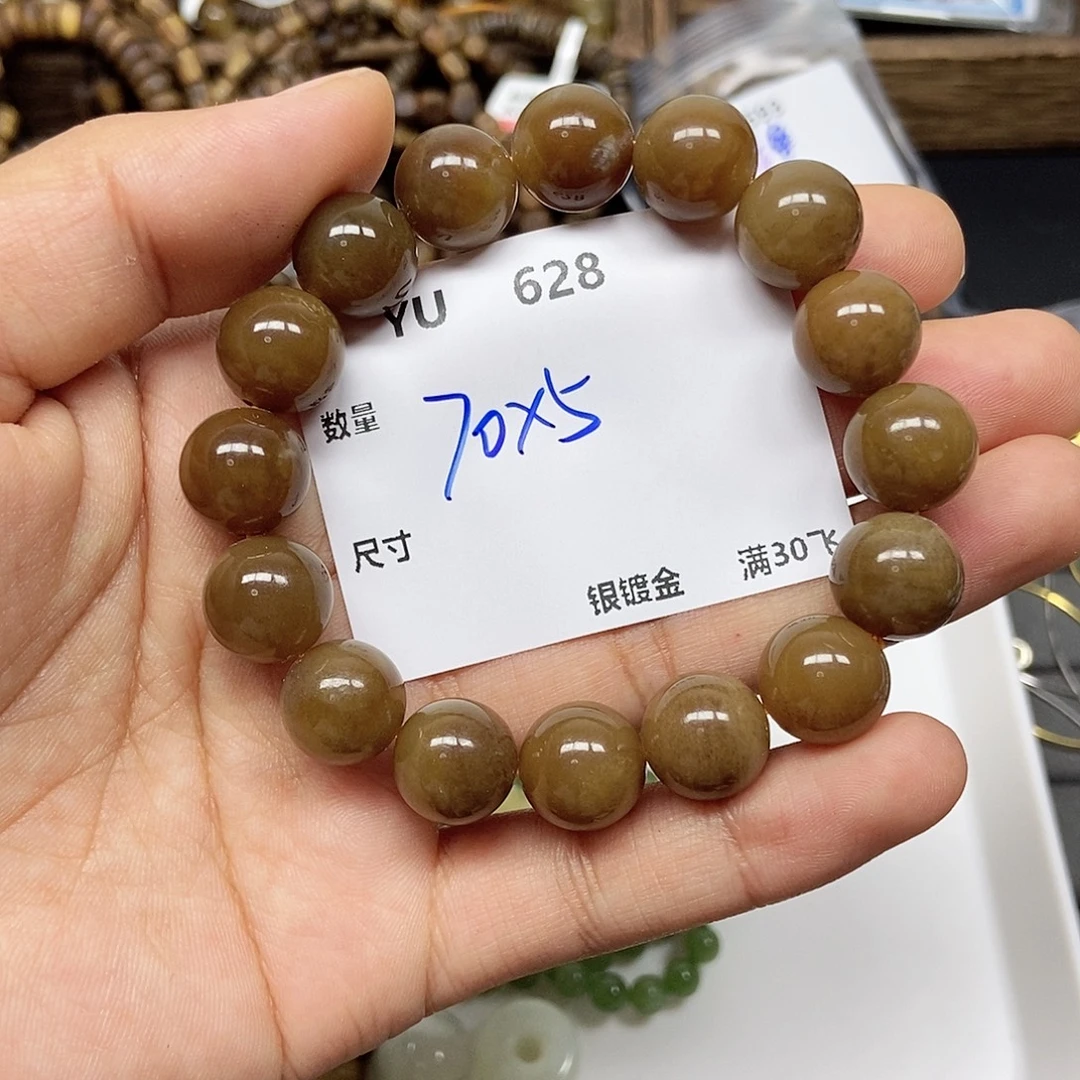 YU 628
数量 70x5
尺寸
银镀金 满30飞